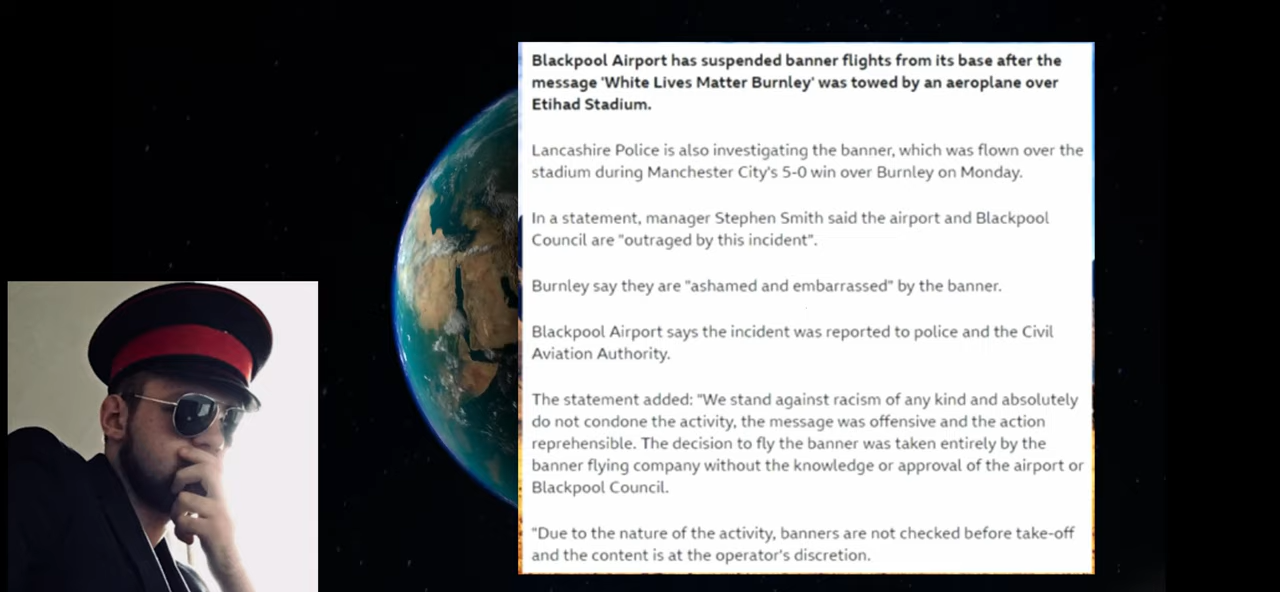 Blackpool Airport has suspended banner flights from its base after the
message 'White Lives Matter Burnley' was towed by an aeroplane over
Etihad Stadium.
Lancashire Police is also investigating the banner, which was flown over the
stadium during Manchester City's 5-0 win over Burnley on Monday.
In a statement, manager Stephen Smith said the airport and Blackpool
Council are "outraged by this incident".
Burnley say they are "ashamed and embarrassed" by the banner.
Blackpool Airport says the incident was reported to police and the Civil
Aviation Authority.
The statement added: "We stand against racism of any kind and absolutely
do not condone the activity, the message was offensive and the action
reprehensible. The decision to fly the banner was taken entirely by the
banner flying company without the knowledge or approval of the airport or
Blackpool Council.
"Due to the nature of the activity, banners are not checked before take-off
and the content is at the operator's discretion.